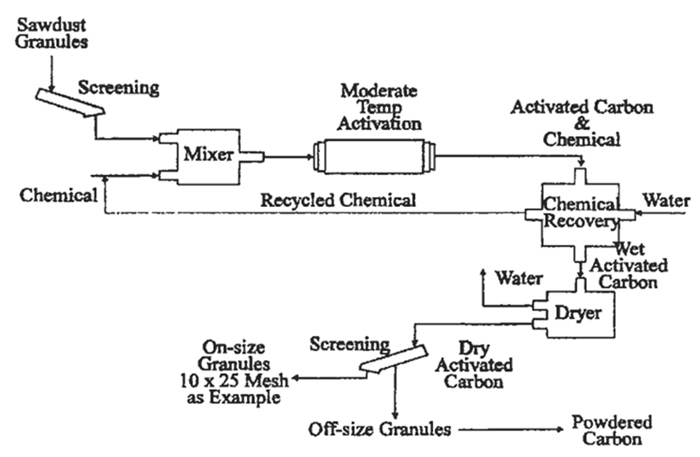 Sawdust
Granules
Screening
Mixer
Chemical
Moderate
Temp
Activation
Activated Carbon
&
Chemical
Recycled Chemical
Chemical
Recovery
Water
Wet
Activated
Carbon
Water
Dryer
Screening
Dry
Activated
Carbon
On-size
Granules
10 x 25 Mesh
as Example
Off-size Granules
Powdered
Carbon